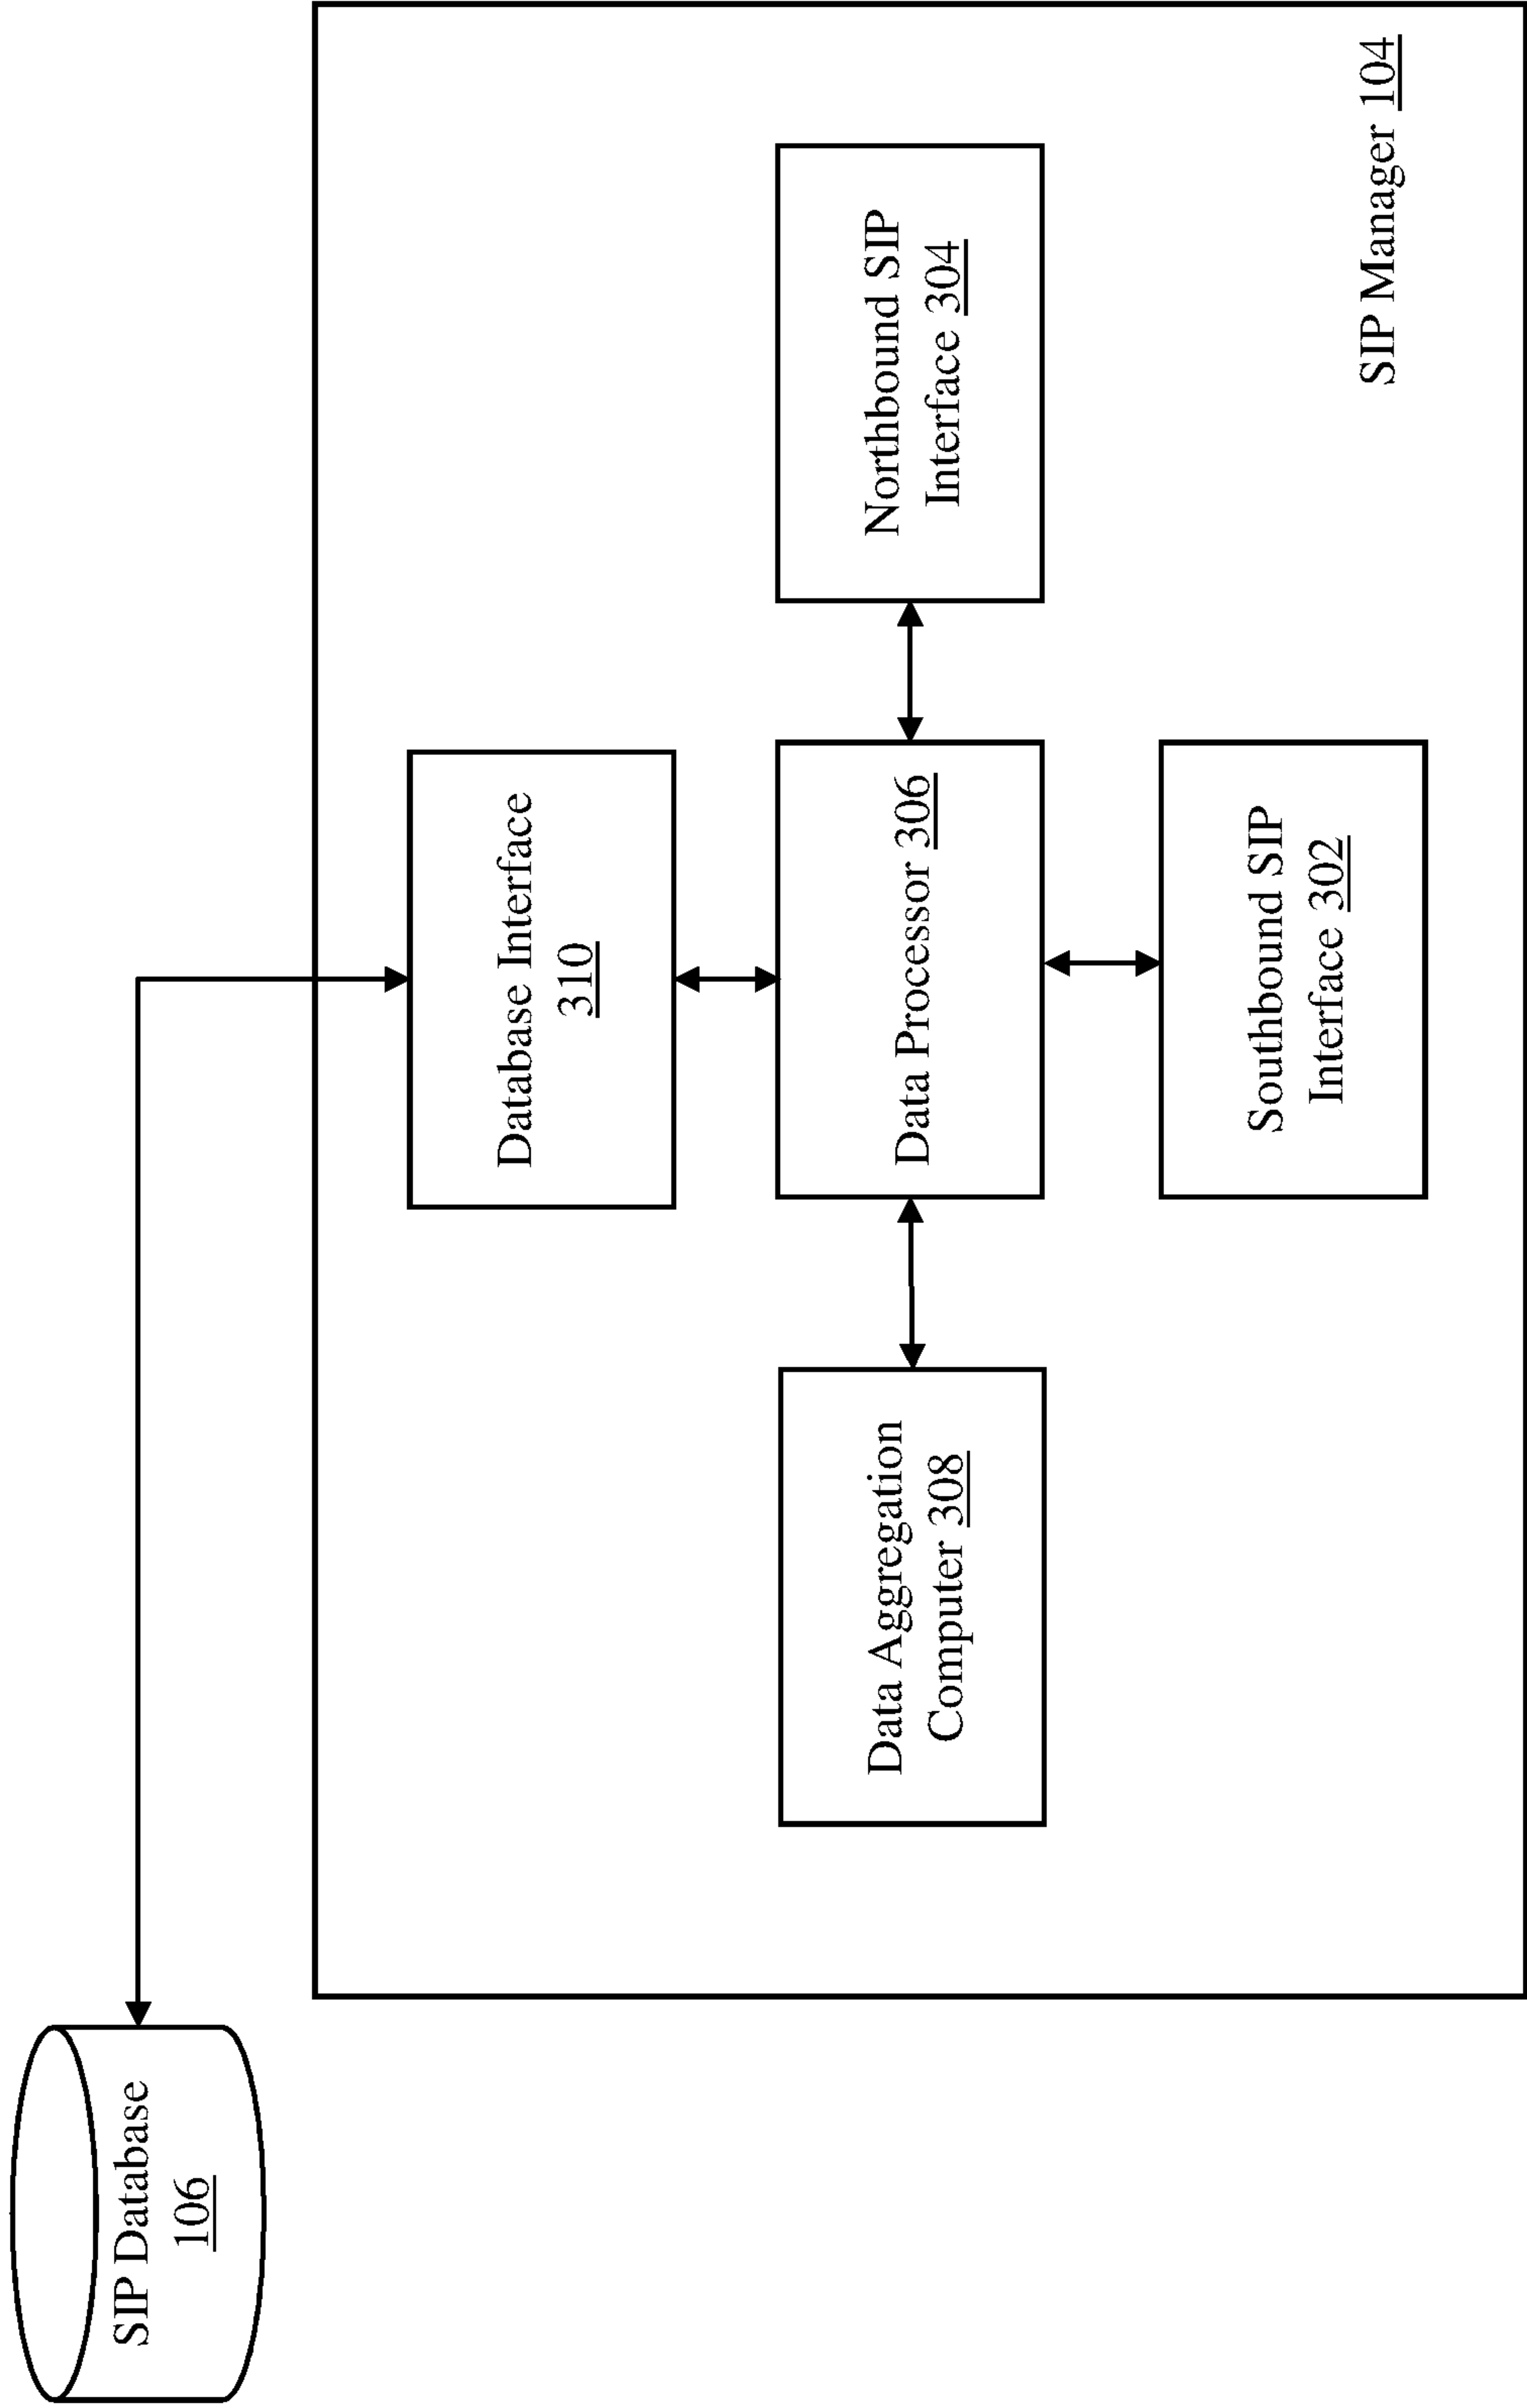 SIP Database
106
Database Interface
310
Data Aggregation
Computer 308
Data Processor 306
Northbound SIP
Interface 304
Southbound SIP
Interface 302
SIP Manager 104